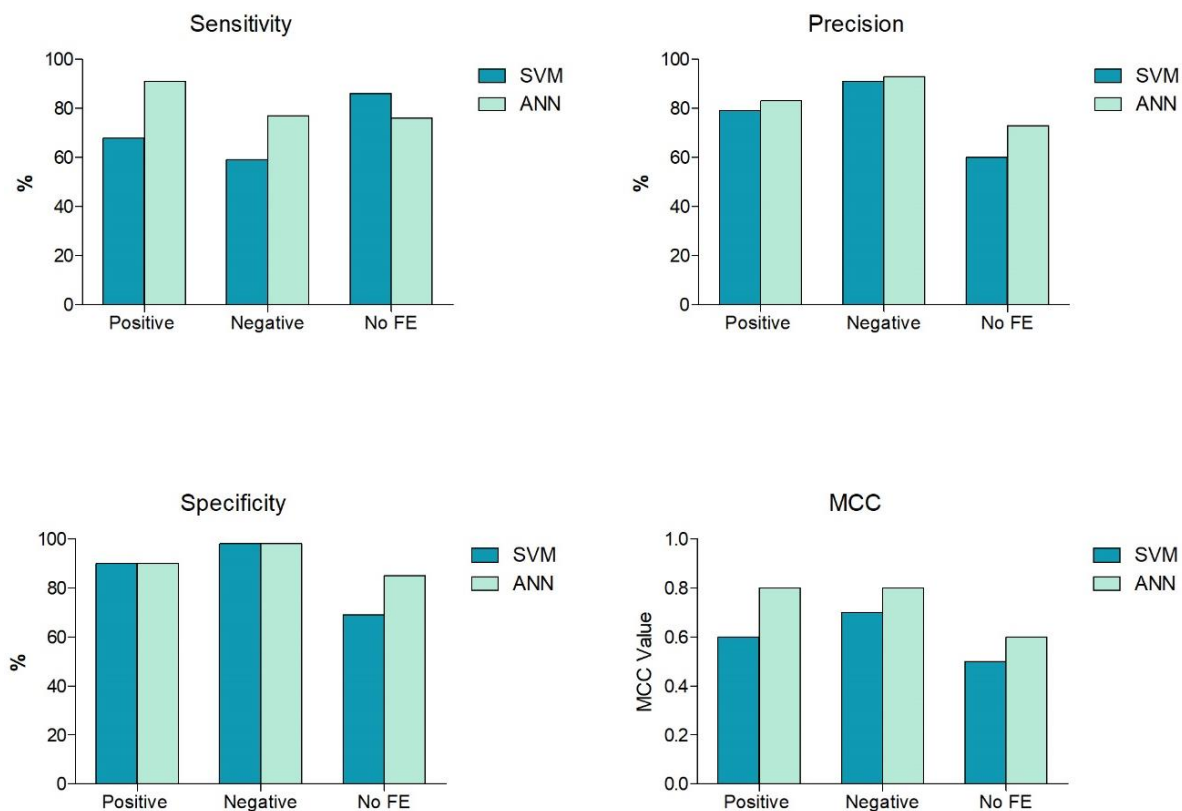 Sensitivity
100
80
60
40
20
0
%
Positive Negative No FE
SVM
ANN
Precision
100
80
60
40
20
0
%
Positive Negative No FE
SVM
ANN
Specificity
100
80
60
40
20
0
%
Positive Negative No FE
SVM
ANN
MCC
1.0
0.8
0.6
0.4
0.2
0.0
MCC Value
Positive Negative No FE
SVM
ANN